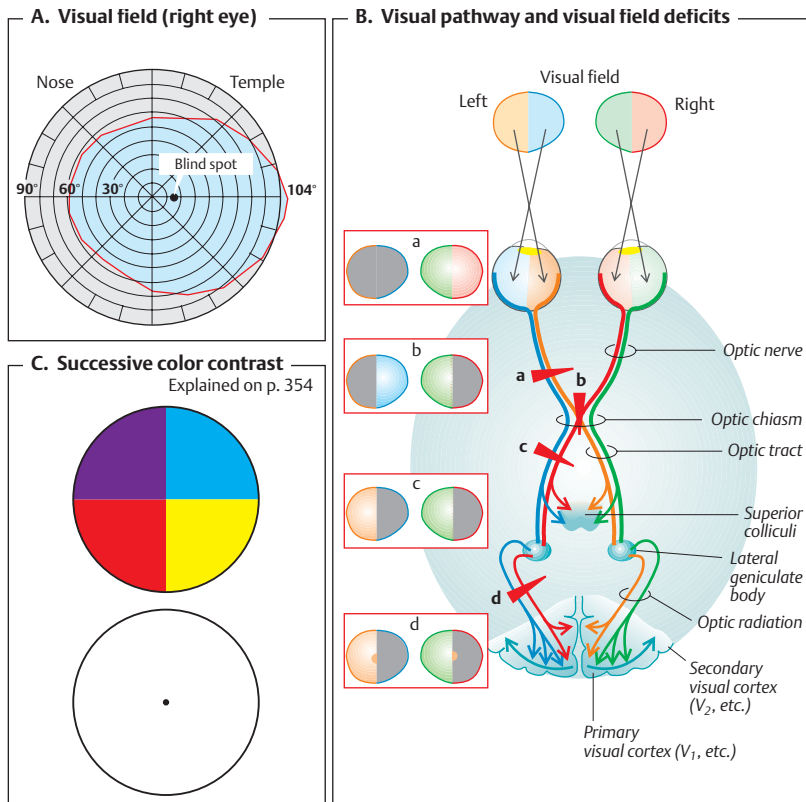 A. Visual field (right eye)
Nose
Temple
Blind spot
90°
60°
30°
104°
C. Successive color contrast
Explained on p. 354
B. Visual pathway and visual field deficits
Visual field
Left
Right
a
b
c
d
a
b
c
d
Optic nerve
Optic chiasm
Optic tract
Superior
colliculi
Lateral
geniculate
body
Optic radiation
Secondary
visual cortex
(V2, etc.)
Primary
visual cortex (V1, etc.)